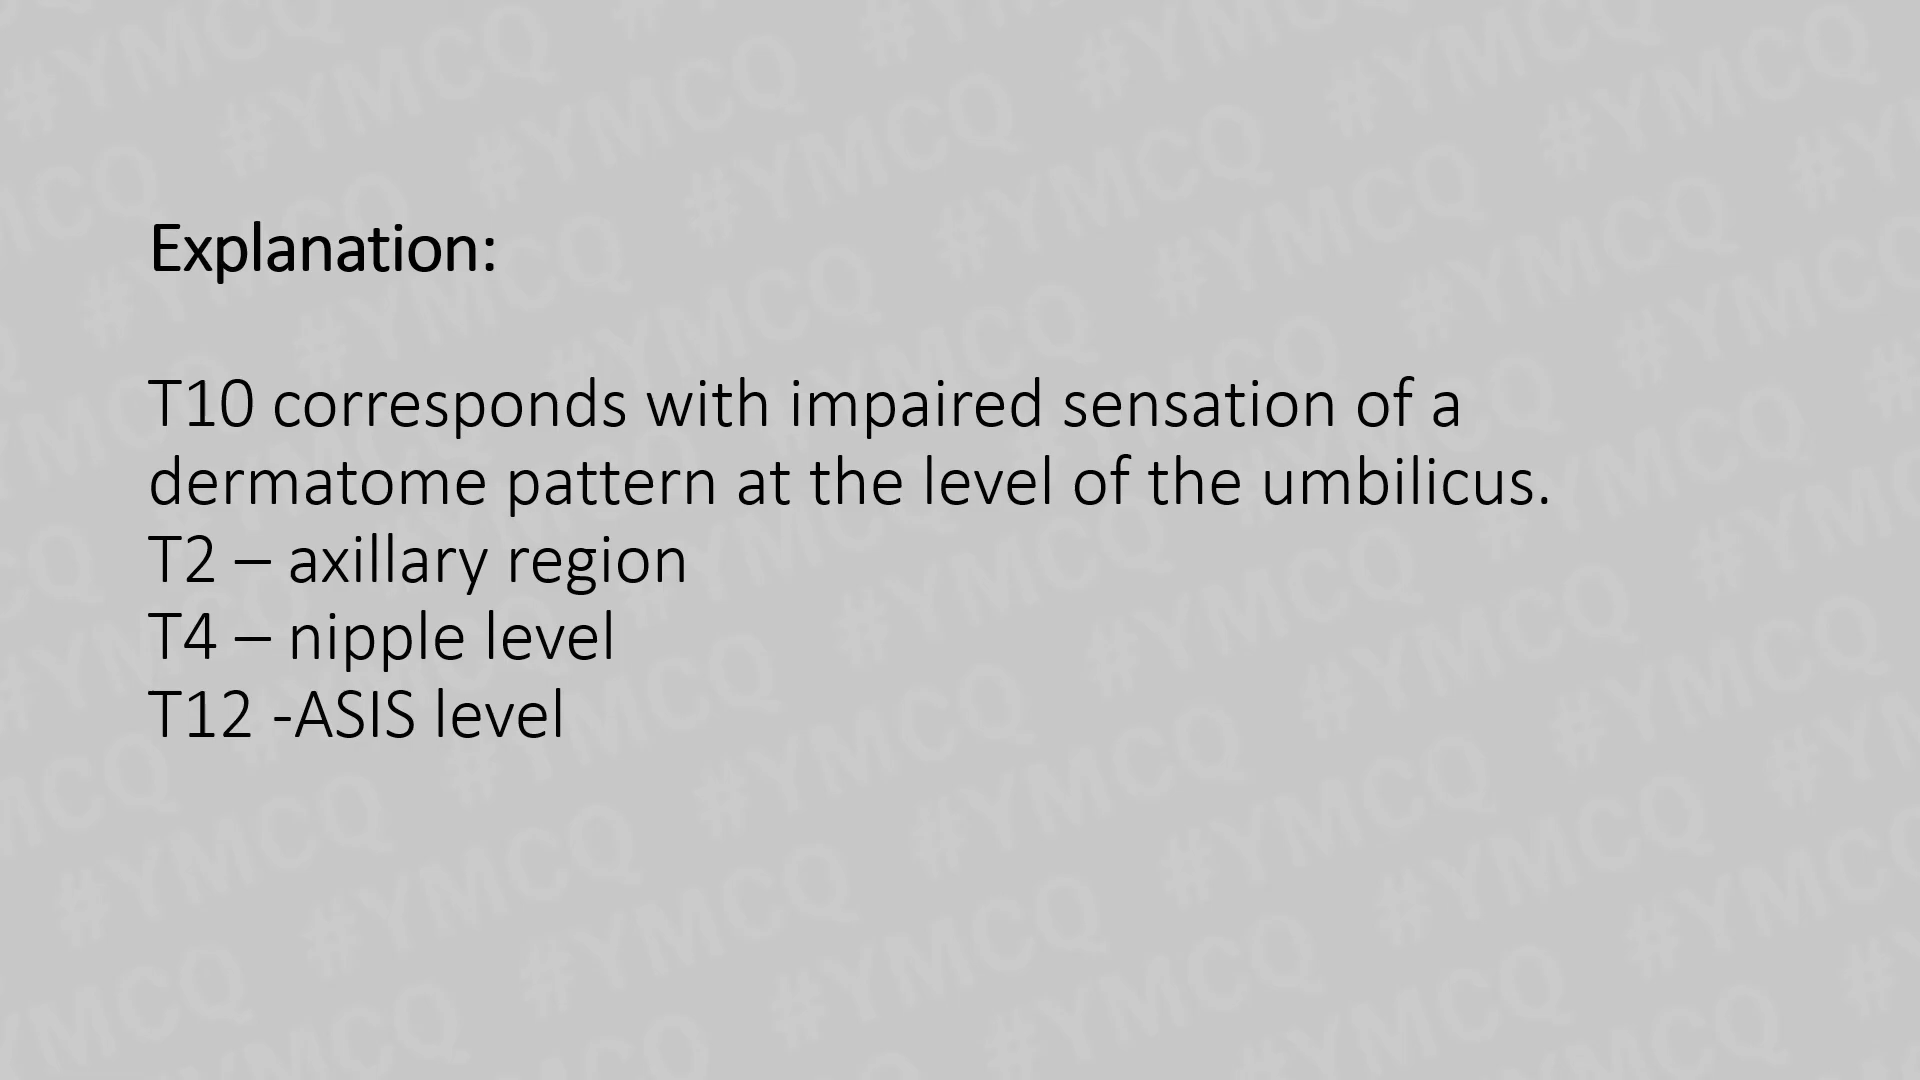 Explanation:
T10 corresponds with impaired sensation of a
dermatome pattern at the level of the umbilicus.
T2 – axillary region
T4 – nipple level
T12 -ASIS level
#YMCQ